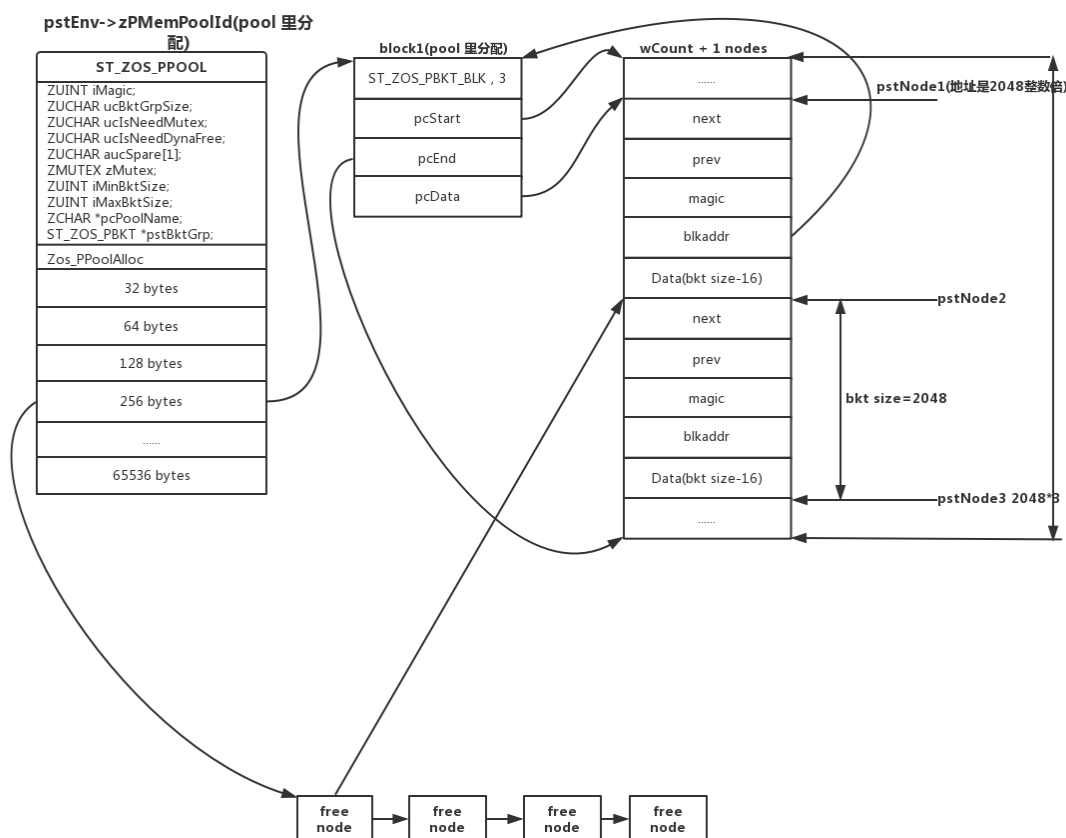 pstEnv->zPMemPoolId(pool 里分
配)
ST_ZOS_PPOOL
ZUINT iMagic;
ZUCHAR ucBktGrpSize;
ZUCHAR ucIsNeedMutex;
ZUCHAR ucIsNeedDynaFree;
ZUCHAR aucSpare[1];
ZMUTEX zMutex;
ZUINT iMinBktSize;
ZUINT iMaxBktSize;
ZCHAR *pcPoolName;
ST_ZOS_PBKT *pstBktGrp;
Zos_PPoolAlloc
32 bytes
64 bytes
128 bytes
256 bytes
......
65536 bytes
block1(pool 里分配)
ST_ZOS_PBKT_BLK , 3
pcStart
pcEnd
pcData
wCount + 1 nodes
......
next
prev
magic
blkaddr
Data(bkt size-16)
next
prev
magic
blkaddr
Data(bkt size-16)
......
pstNode1(地址是2048整数倍)
pstNode2
bkt size=2048
pstNode3 2048*3
free
node
free
node
free
node
free
node